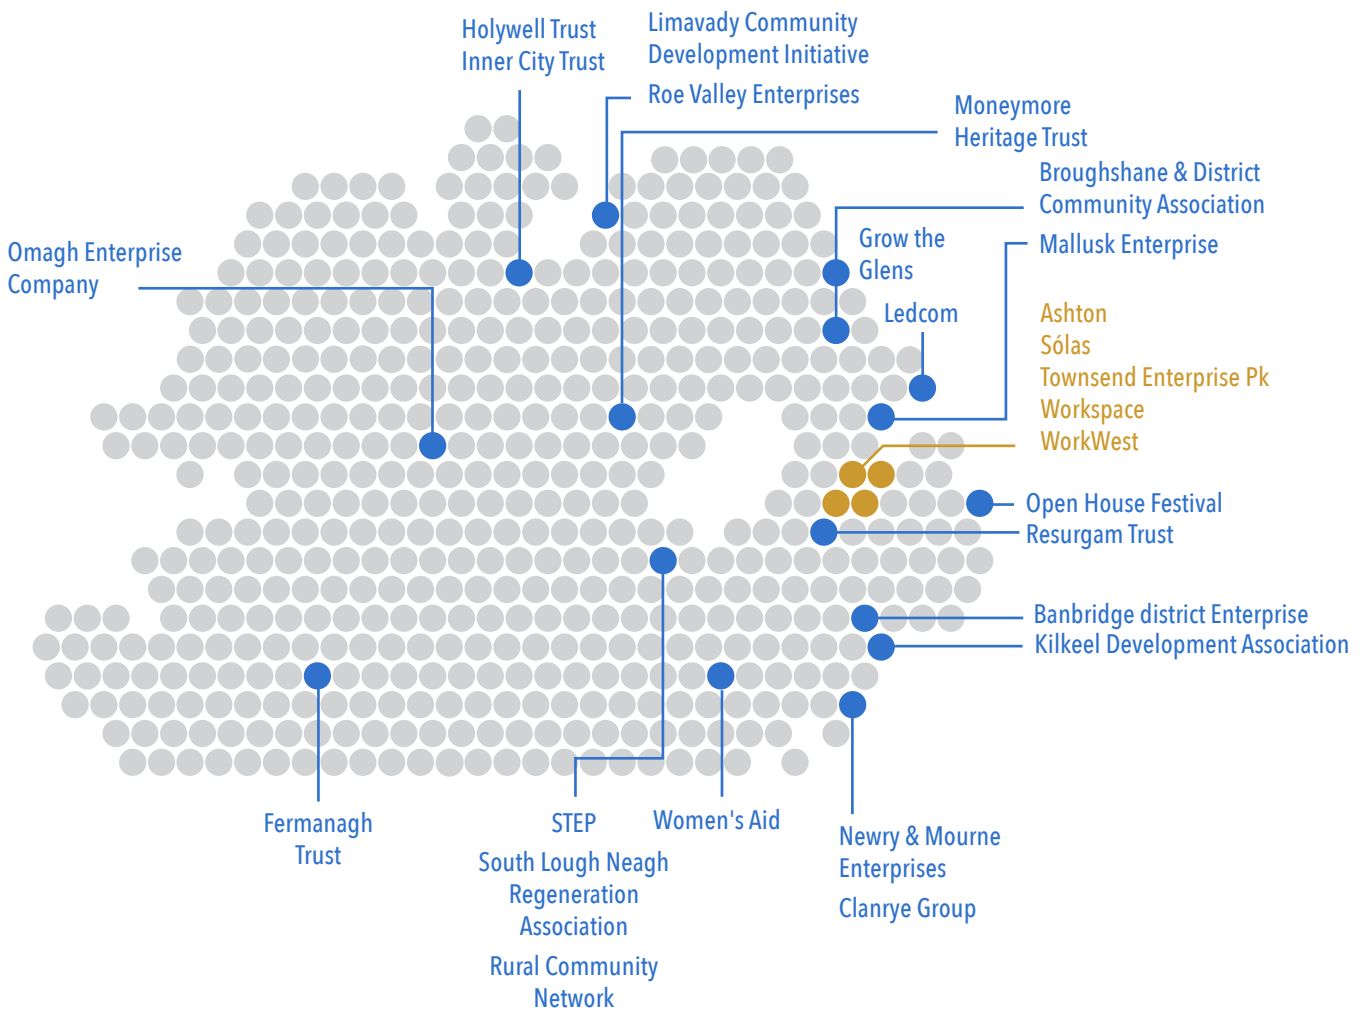 Holywell Trust
Inner City Trust
Limavady Community
Development Initiative
Roe Valley Enterprises
Moneymore
Heritage Trust
Broughshane & District
Community Association
Mallusk Enterprise
Grow the
Glens
Omagh Enterprise
Company
Ledcom
Ashton
Sólas
Townsend Enterprise Pk
Workspace
WorkWest
Open House Festival
Resurgam Trust
Banbridge district Enterprise
Kilkeel Development Association
Fermanagh
Trust
STEP
South Lough Neagh
Regeneration
Association
Rural Community
Network
Women's Aid
Newry & Mourne
Enterprises
Clanrye Group